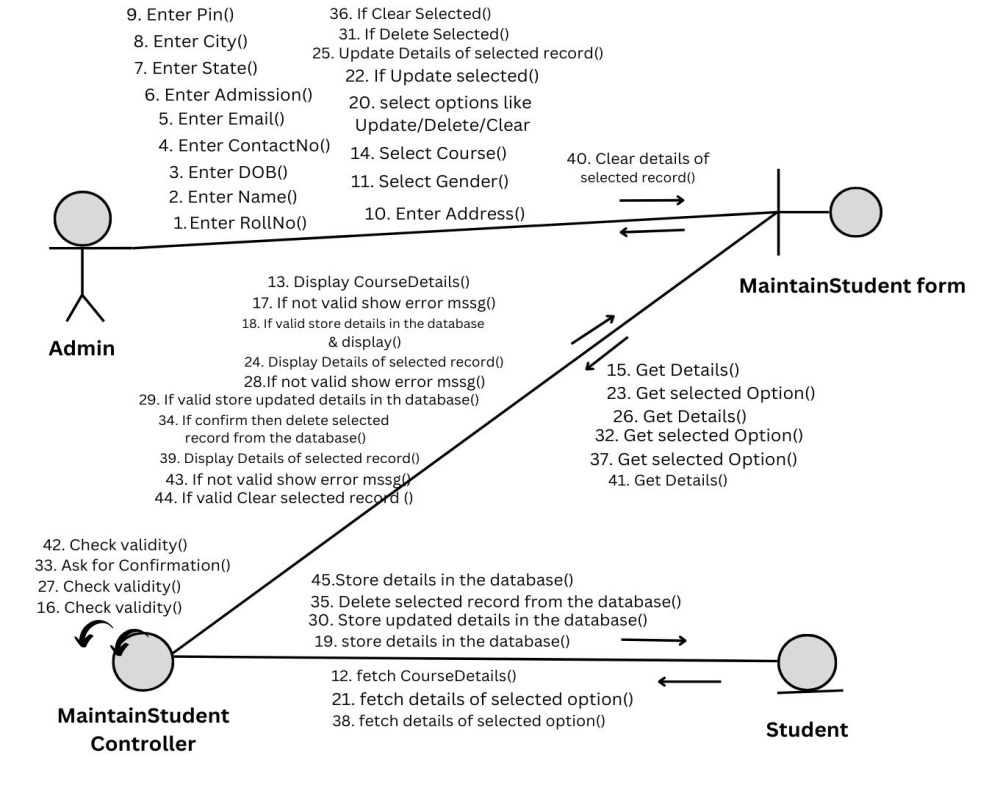 9. Enter Pin()
8. Enter City()
7. Enter State()
6. Enter Admission()
5. Enter Email()
4. Enter ContactNo()
3. Enter DOB()
2. Enter Name()
1. Enter RollNo()
36. If Clear Selected()
31. If Delete Selected()
25. Update Details of selected record()
22. If Update selected()
20. select options like
Update/Delete/Clear
14. Select Course()
11. Select Gender()
10. Enter Address()
40. Clear details of
selected record()
MaintainStudent form
Admin
13. Display CourseDetails()
17. If not valid show error mssg()
18. If valid store details in the database
& display()
24. Display Details of selected record()
28.If not valid show error mssg()
29. If valid store updated details in th database()
34. If confirm then delete selected
record from the database()
39. Display Details of selected record()
43. If not valid show error mssg()
44. If valid Clear selected record ()
15. Get Details()
23. Get selected Option()
26. Get Details()
32. Get selected Option()
37. Get selected Option()
41. Get Details()
42. Check validity()
33. Ask for Confirmation()
27. Check validity()
16. Check validity()
45.Store details in the database()
35. Delete selected record from the database()
30. Store updated details in the database()
19. store details in the database()
12. fetch CourseDetails()
21. fetch details of selected option()
38. fetch details of selected option()
MaintainStudent
Controller
Student